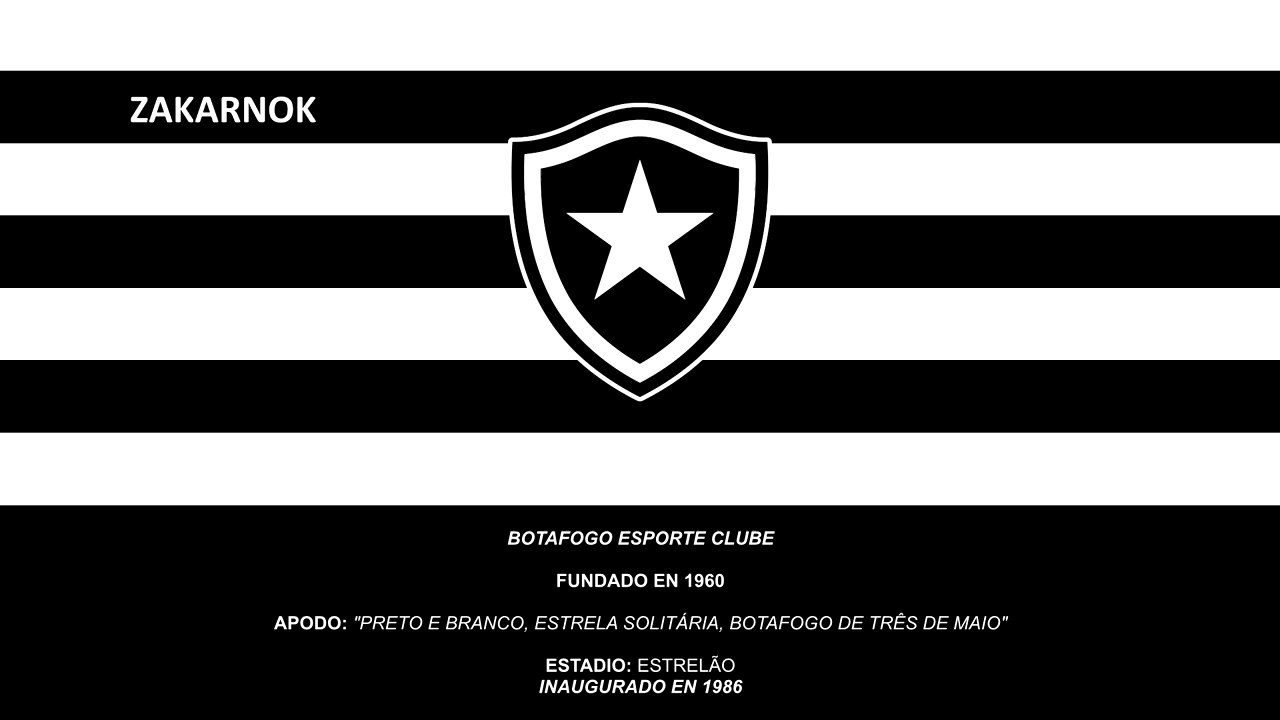 ZAKARNOK
BOTAFOGO ESPORTE CLUBE
FUNDADO EN 1960
APODO: "PRETO E BRANCO, ESTRELA SOLITÁRIA, BOTAFOGO DE TRÊS DE MAIO"
ESTADIO: ESTRELÃO
INAUGURADO EN 1986